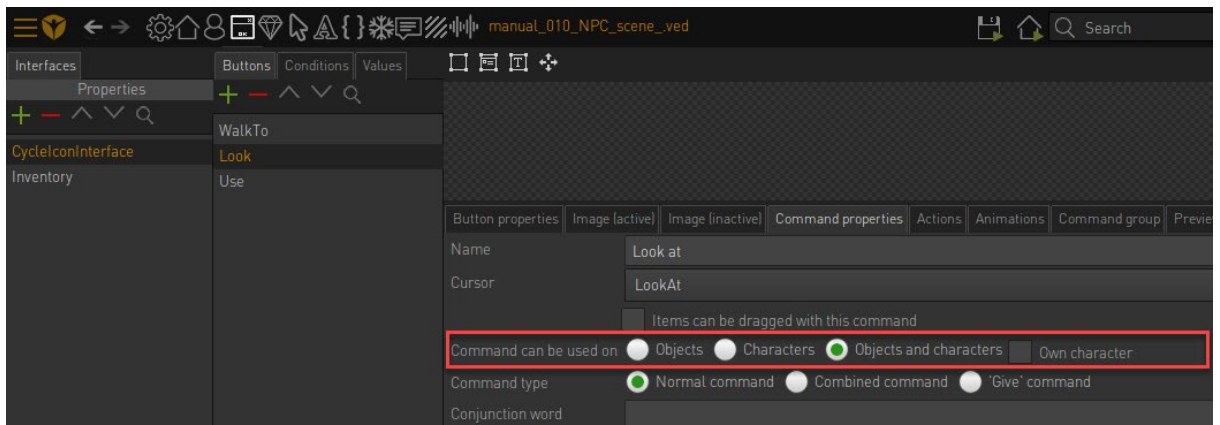 manual_010_NPC_scene_.ved
Search
Interfaces
Properties
CycleIconInterface
Inventory
Buttons Conditions Values
WalkTo
Look
Use
Button properties Image (active) Image (inactive) Command properties Actions Animations Command group Previe
Name Look at
Cursor LookAt
Items can be dragged with this command
Command can be used on Objects Characters Objects and characters Own character
Command type Normal command Combined command 'Give' command
Conjunction word